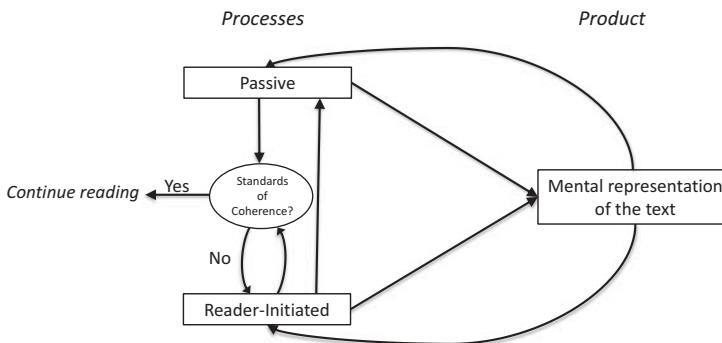 Processes
Product
Passive
Standards
of
Coherence?
Continue reading
Yes
Mental representation
of the text
No
Reader-Initiated